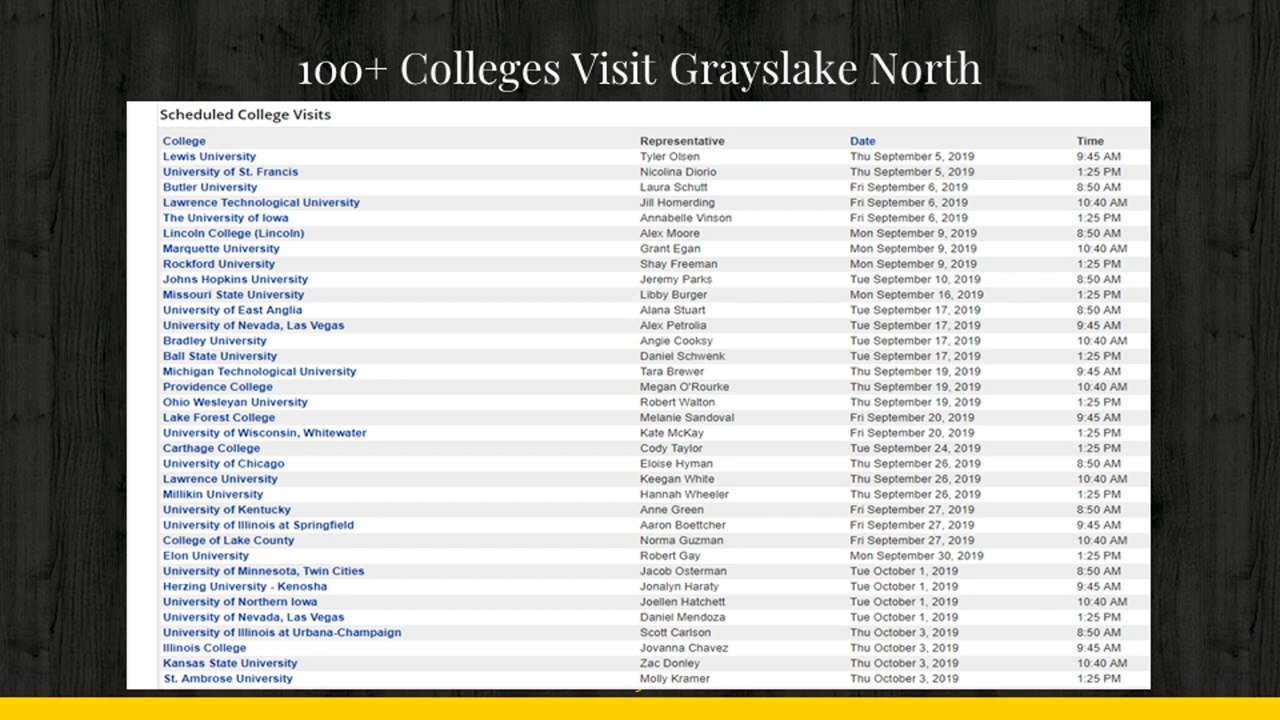 100+ Colleges Visit Grayslake North
Scheduled College Visits
College Representative Date Time
Lewis University Tyler Olsen Thu September 5, 2019 9:45 AM
University of St. Francis Nicolina Diorio Thu September 5, 2019 1:25 PM
Butler University Laura Schutt Fri September 6, 2019 8:50 AM
Lawrence Technological University Jill Homerding Fri September 6, 2019 10:40 AM
The University of Iowa Annabelle Vinson Fri September 6, 2019 1:25 PM
Lincoln College (Lincoln) Alex Moore Mon September 9, 2019 8:50 AM
Marquette University Grant Egan Mon September 9, 2019 10:40 AM
Rockford University Shay Freeman Mon September 9, 2019 1:25 PM
Johns Hopkins University Jeremy Parks Tue September 10, 2019 8:50 AM
Missouri State University Libby Burger Mon September 16, 2019 1:25 PM
University of East Anglia Alana Stuart Tue September 17, 2019 8:50 AM
University of Nevada, Las Vegas Alex Petrolia Tue September 17, 2019 9:45 AM
Bradley University Angie Cooksy Tue September 17, 2019 10:40 AM
Ball State University Daniel Schwenk Tue September 17, 2019 1:25 PM
Michigan Technological University Tara Brewer Thu September 19, 2019 9:45 AM
Providence College Megan O'Rourke Thu September 19, 2019 10:40 AM
Ohio Wesleyan University Robert Walton Thu September 19, 2019 1:25 PM
Lake Forest College Melanie Sandoval Fri September 20, 2019 9:45 AM
University of Wisconsin, Whitewater Kate McKay Fri September 20, 2019 1:25 PM
Carthage College Cody Taylor Tue September 24, 2019 1:25 PM
University of Chicago Eloise Hyman Thu September 26, 2019 8:50 AM
Lawrence University Keegan White Thu September 26, 2019 10:40 AM
Millikin University Hannah Wheeler Thu September 26, 2019 1:25 PM
University of Kentucky Anne Green Fri September 27, 2019 8:50 AM
University of Illinois at Springfield Aaron Boettcher Fri September 27, 2019 9:45 AM
College of Lake County Norma Guzman Fri September 27, 2019 10:40 AM
Elon University Robert Gay Mon September 30, 2019 1:25 PM
University of Minnesota, Twin Cities Jacob Osterman Tue October 1, 2019 8:50 AM
Herzing University - Kenosha Jonalyn Haraty Tue October 1, 2019 9:45 AM
University of Northern Iowa Joellen Hatchett Tue October 1, 2019 10:40 AM
University of Nevada, Las Vegas Daniel Mendoza Tue October 1, 2019 1:25 PM
University of Illinois at Urbana-Champaign Scott Carlson Thu October 3, 2019 8:50 AM
Illinois College Jovanna Chavez Thu October 3, 2019 9:45 AM
Kansas State University Zac Donley Thu October 3, 2019 10:40 AM
St. Ambrose University Molly Kramer Thu October 3, 2019 1:25 PM